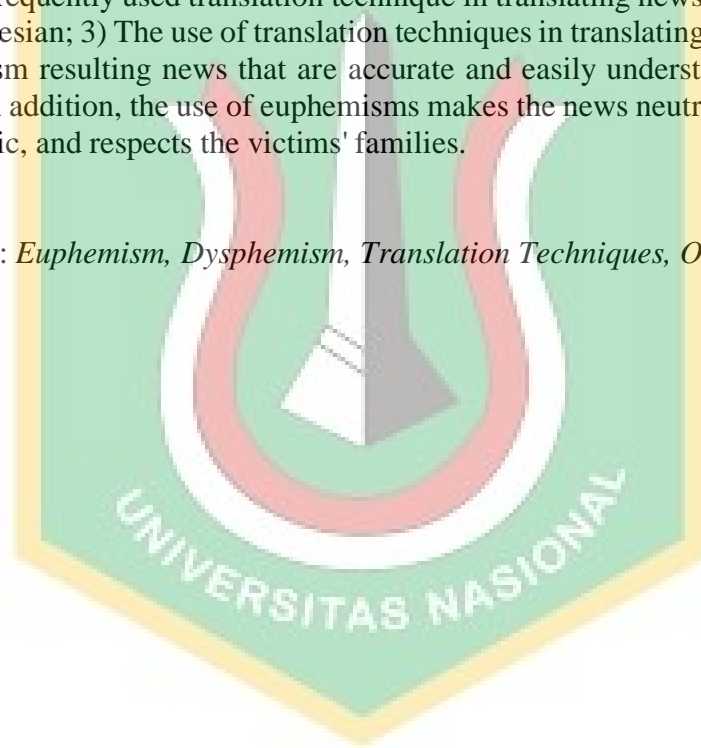 requently used translation technique in translating news
esian; 3) The use of translation techniques in translating
sm resulting news that are accurate and easily underst
addition, the use of euphemisms makes the news neutr
ic, and respects the victims' families.
: Euphemism, Dysphemism, Translation Techniques, O
UNIVERSITAS NASIONAL